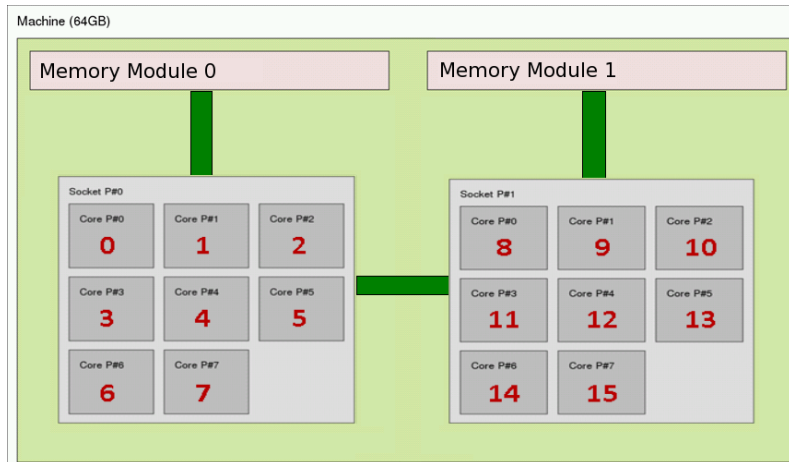 Machine (64GB)
Memory Module 0
Memory Module 1
Socket P#0
Core P#0
0
Core P#1
1
Core P#2
2
Core P#3
3
Core P#4
4
Core P#5
5
Core P#6
6
Core P#7
7
Socket P#1
Core P#0
8
Core P#1
9
Core P#2
10
Core P#3
11
Core P#4
12
Core P#5
13
Core P#6
14
Core P#7
15